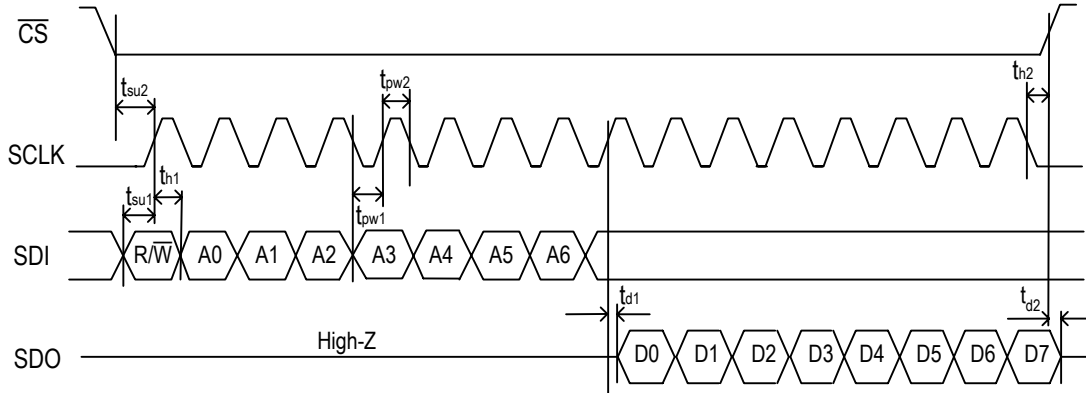 CS
tsu2
tpw2
th2
SCLK
tsu1
th1
tpw1
SDI
R/W
A0
A1
A2
A3
A4
A5
A6
td1
td2
SDO
High-Z
D0
D1
D2
D3
D4
D5
D6
D7